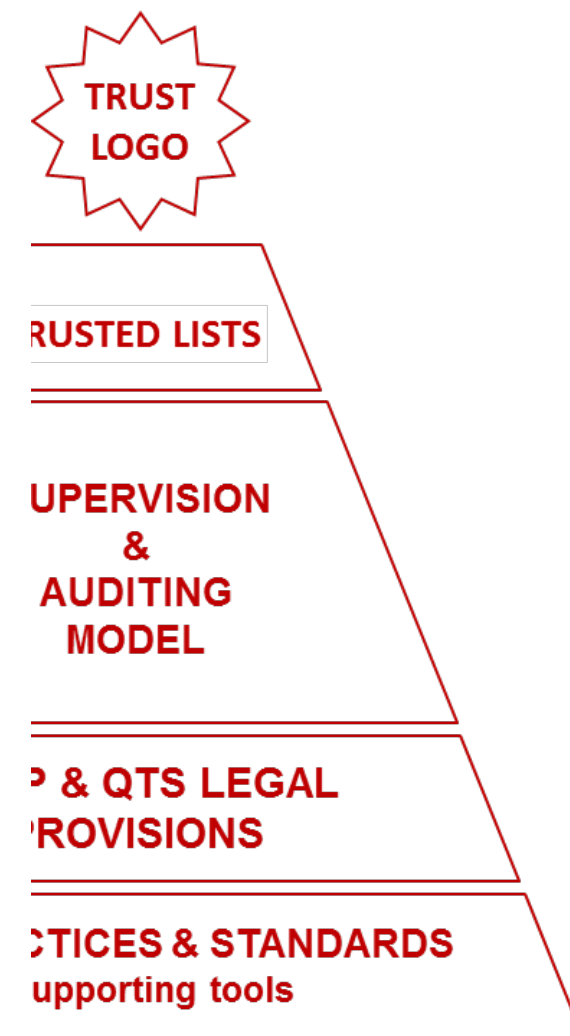 TRUST
LOGO
RUSTED LISTS
UPERVISION
&
AUDITING
MODEL
P & QTS LEGAL
ROVISIONS
CTICES & STANDARDS
upporting tools